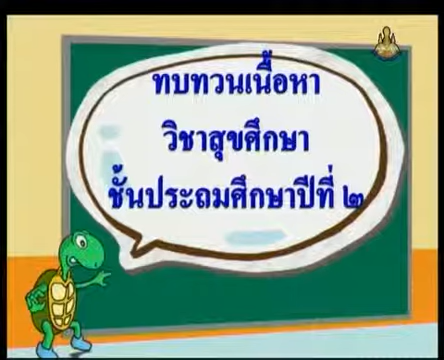 ทบทวนเนื้อหา
วิชาสุขศึกษา
ชั้นประถมศึกษาปีที่ ๒